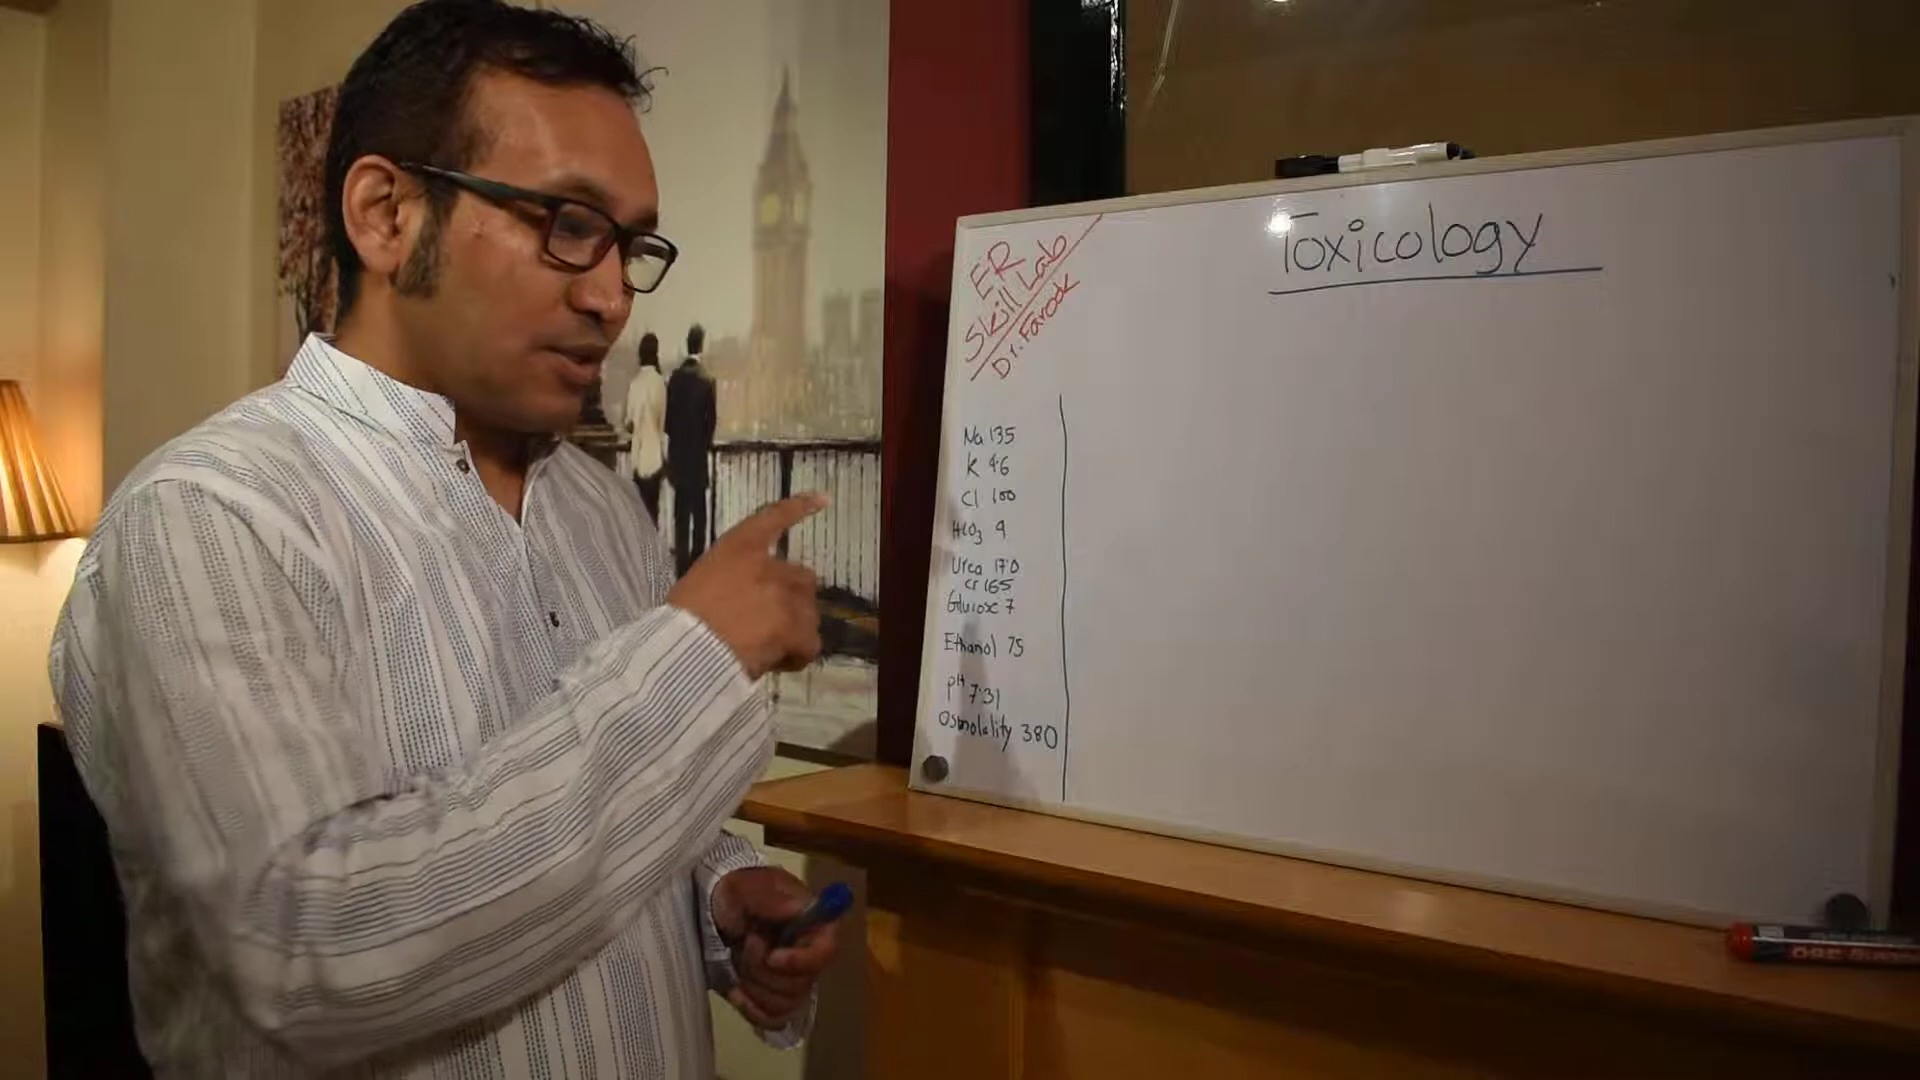 Toxicology
ER
Skill Lab
Dr. Farook
Na 135
K 4.6
Cl 100
HCO3 9
Urea 17.0
Cr 165
Glucose 7
Ethanol 75
pH 7.31
Osmolality 380